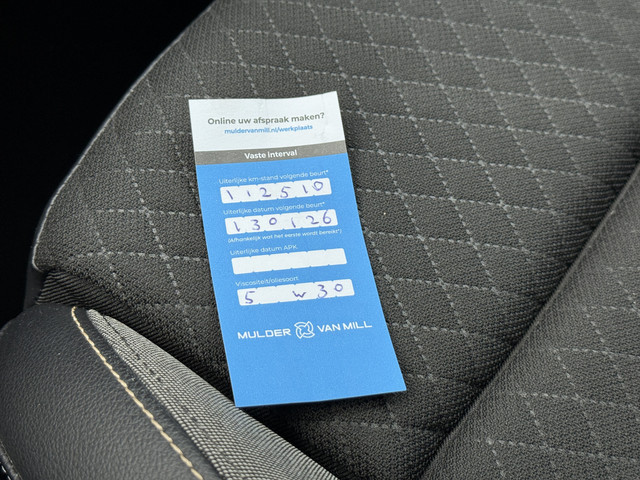 Online uw afspraak maken?
muldervanmill.nl/werkplaats
Vaste interval
Uiterlijke km-stand volgende beurt*
112510
Uiterlijke datum volgende beurt*
130126
(Afhankelijk wat het eerste wordt bereikt*)
Uiterlijke datum APK
Viscositeit/oliesoort
5 W30
MULDER VAN MILL